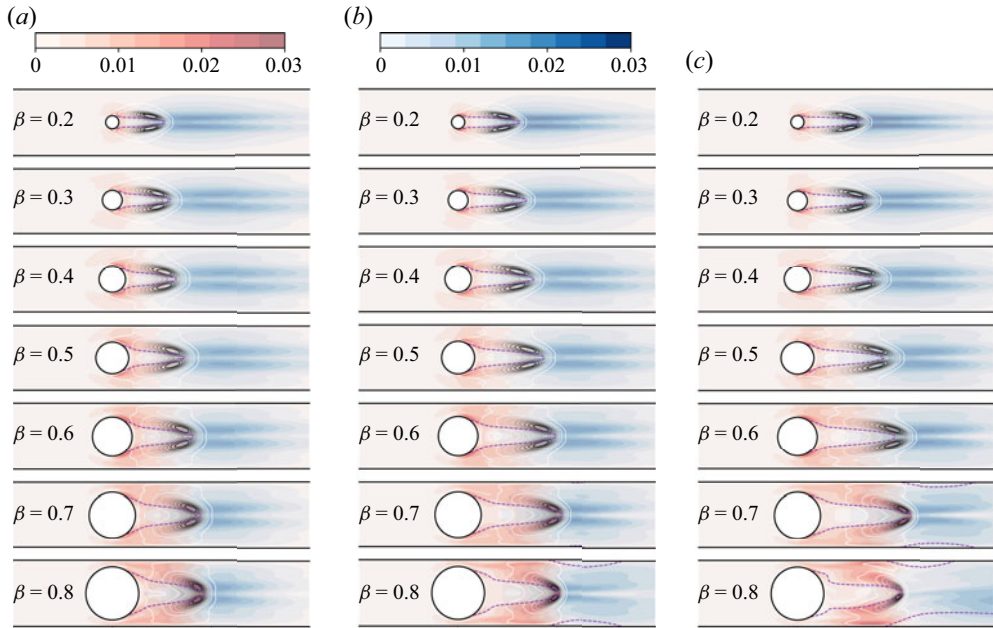 (a)
(b)
0 0.01 0.02 0.03
0 0.01 0.02 0.03
(c)
β = 0.2
β = 0.2
β = 0.2
β = 0.3
β = 0.3
β = 0.3
β = 0.4
β = 0.4
β = 0.4
β = 0.5
β = 0.5
β = 0.5
β = 0.6
β = 0.6
β = 0.6
β = 0.7
β = 0.7
β = 0.7
β = 0.8
β = 0.8
β = 0.8